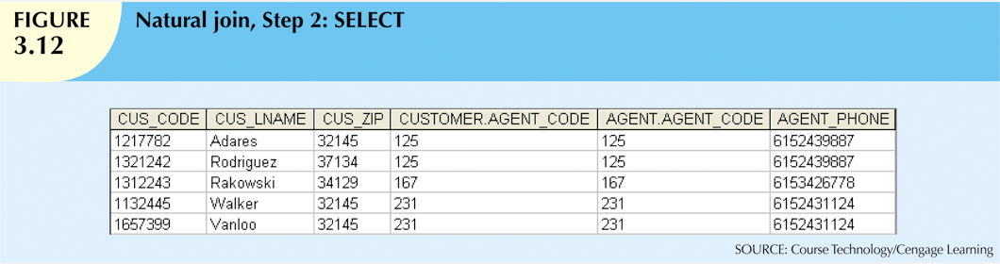 FIGURE 3.12
Natural join, Step 2: SELECT
CUS_CODE CUS_LNAME CUS_ZIP CUSTOMER.AGENT_CODE AGENT.AGENT_CODE AGENT_PHONE
1217782 Adares 32145 125 125 6152439887
1321242 Rodriguez 37134 125 125 6152439887
1312243 Rakowski 34129 167 167 6153426778
1132445 Walker 32145 231 231 6152431124
1657399 Vanloo 32145 231 231 6152431124
SOURCE: Course Technology/Cengage Learning